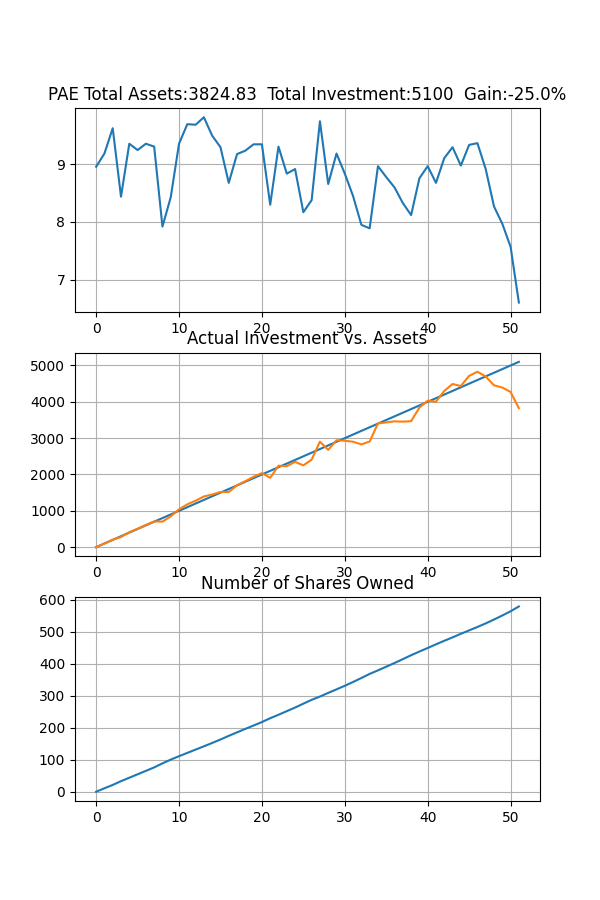 PAE Total Assets:3824.83  Total Investment:5100  Gain:-25.0%
9
8
7
0 10 20 30 40 50
Actual Investment vs. Assets
5000
4000
3000
2000
1000
0
0 10 20 30 40 50
Number of Shares Owned
600
500
400
300
200
100
0
0 10 20 30 40 50